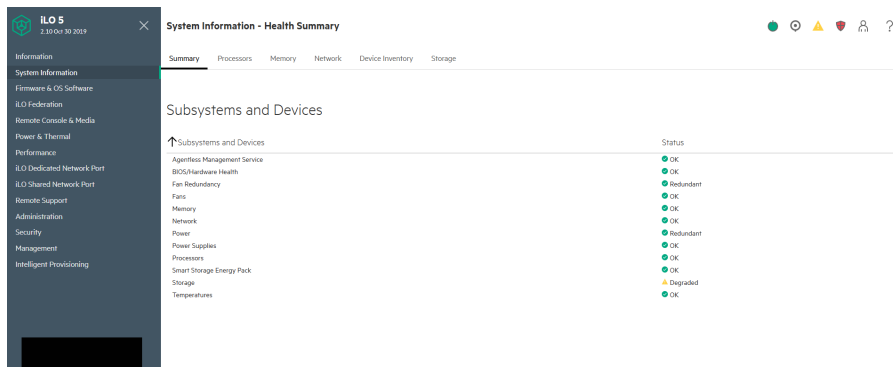 iLO 5
2.10 Oct 30 2019
Information
System Information
Firmware & OS Software
iLO Federation
Remote Console & Media
Power & Thermal
Performance
iLO Dedicated Network Port
iLO Shared Network Port
Remote Support
Administration
Security
Management
Intelligent Provisioning
System Information - Health Summary
?
Summary Processors Memory Network Device Inventory Storage
Subsystems and Devices
Subsystems and Devices Status
Agentless Management Service OK
BIOS/Hardware Health OK
Fan Redundancy Redundant
Fans OK
Memory OK
Network OK
Power Redundant
Power Supplies OK
Processors OK
Smart Storage Energy Pack OK
Storage Degraded
Temperatures OK